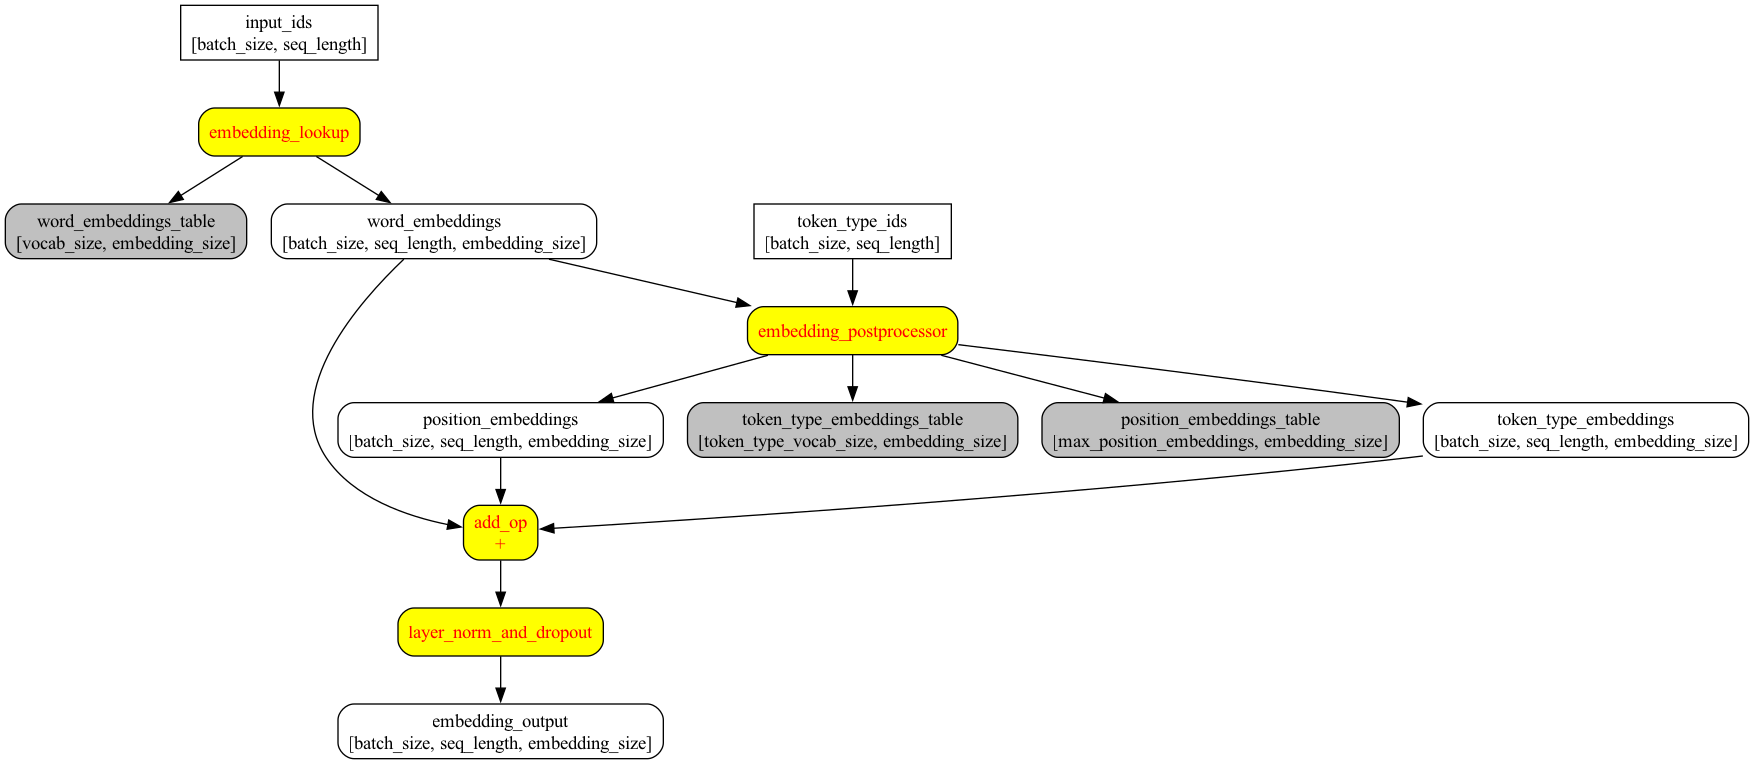 input_ids
[batch_size, seq_length]
embedding_lookup
word_embeddings_table
[vocab_size, embedding_size]
word_embeddings
[batch_size, seq_length, embedding_size]
token_type_ids
[batch_size, seq_length]
embedding_postprocessor
position_embeddings
[batch_size, seq_length, embedding_size]
token_type_embeddings_table
[token_type_vocab_size, embedding_size]
position_embeddings_table
[max_position_embeddings, embedding_size]
token_type_embeddings
[batch_size, seq_length, embedding_size]
add_op
+
layer_norm_and_dropout
embedding_output
[batch_size, seq_length, embedding_size]